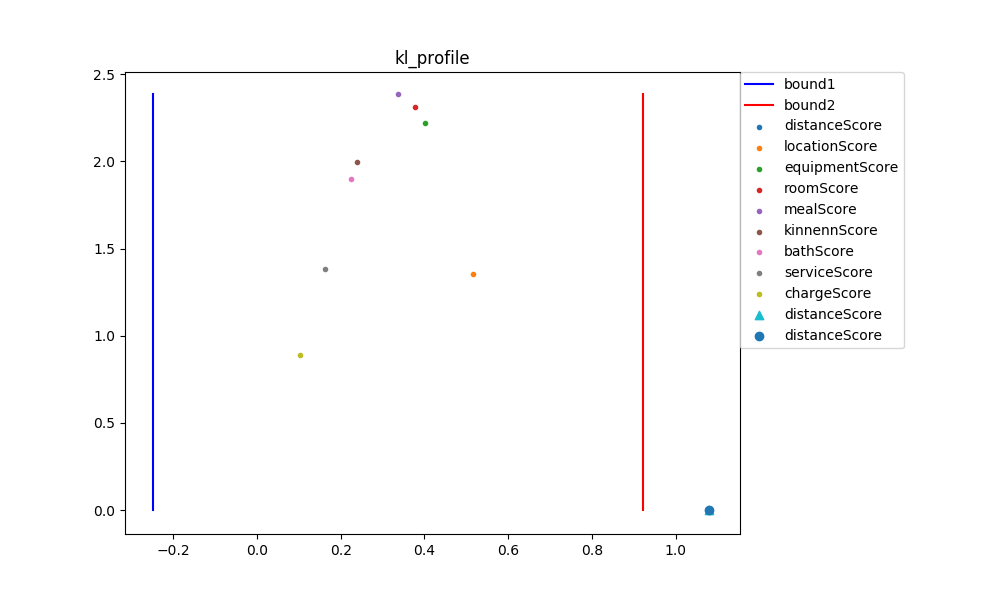 kl_profile
2.5
2.0
1.5
1.0
0.5
0.0
−0.2
0.0
0.2
0.4
0.6
0.8
1.0
bound1
bound2
distanceScore
locationScore
equipmentScore
roomScore
mealScore
kinnennScore
bathScore
serviceScore
chargeScore
distanceScore
distanceScore